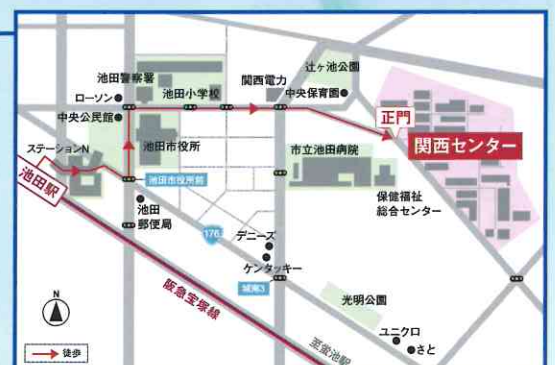 辻ヶ池公園
池田警察署
関西電力
池田小学校
ローソン
中央保育園
中央公民館
正門
関西センター
ステーションN
池田市役所
市立池田病院
池田市役所前
池田駅
保健福祉
総合センター
池田
郵便局
176
デニーズ
ケンタッキー
城南3
阪急宝塚線
光明公園
N
ユニクロ
至蛍池駅
さと
徒歩